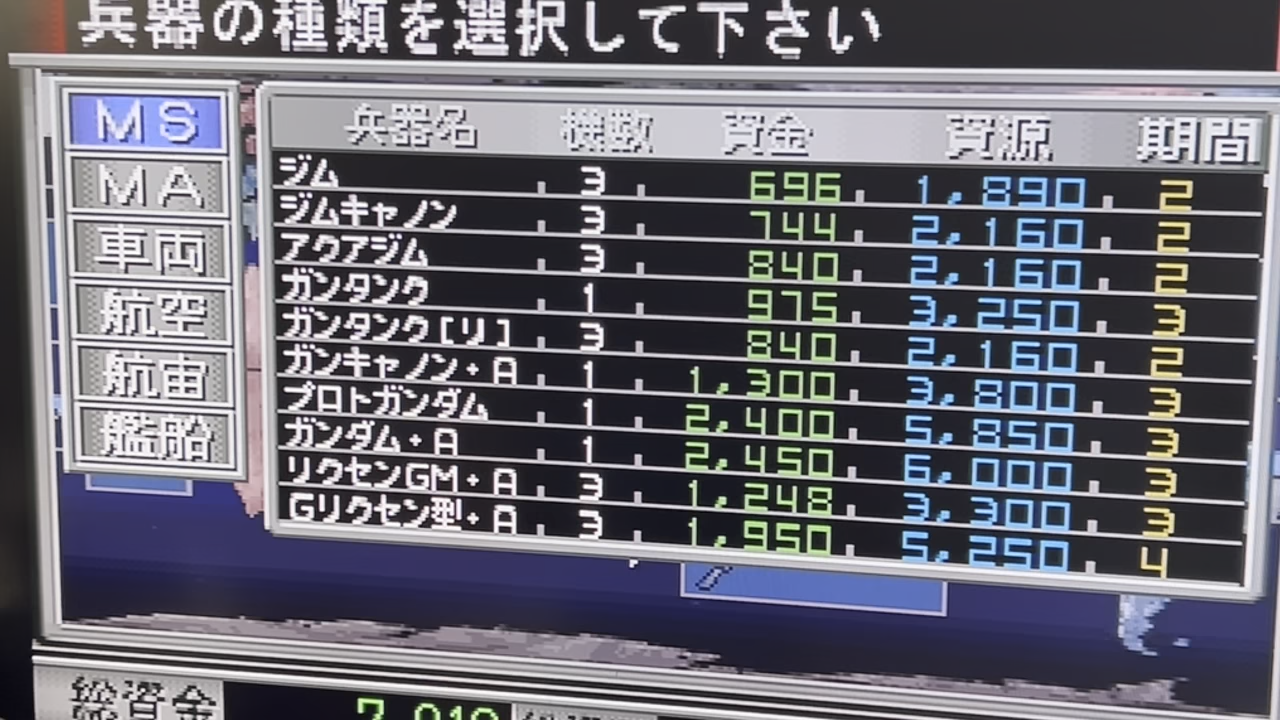 兵器の種類を選択して下さい
MS
MA
車両
航空
航宙
艦船
兵器名 機数 資金 資源 期間
ジム 3 696 1,890 2
ジムキャノン 3 744 2,160 2
アクアジム 3 840 2,160 2
ガンタンク 1 975 3,250 3
ガンタンク[リ] 3 840 2,160 2
ガンキャノン+A 1 1,300 3,800 3
プロトガンダム 1 2,400 5,850 3
ガンダム+A 1 2,450 6,000 3
リクセンGM+A 3 1,248 3,300 3
Gリクセン型+A 3 1,950 5,250 4
総資金